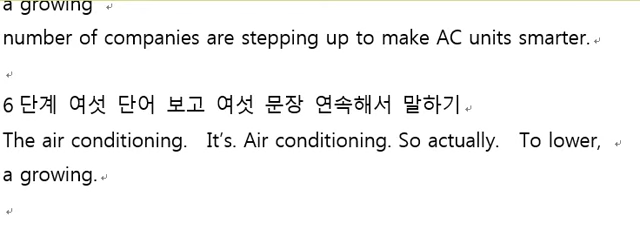 a growing
number of companies are stepping up to make AC units smarter.
6 단계 여섯 단어 보고 여섯 문장 연속해서 말하기
The air conditioning. It's. Air conditioning. So actually. To lower,
a growing.